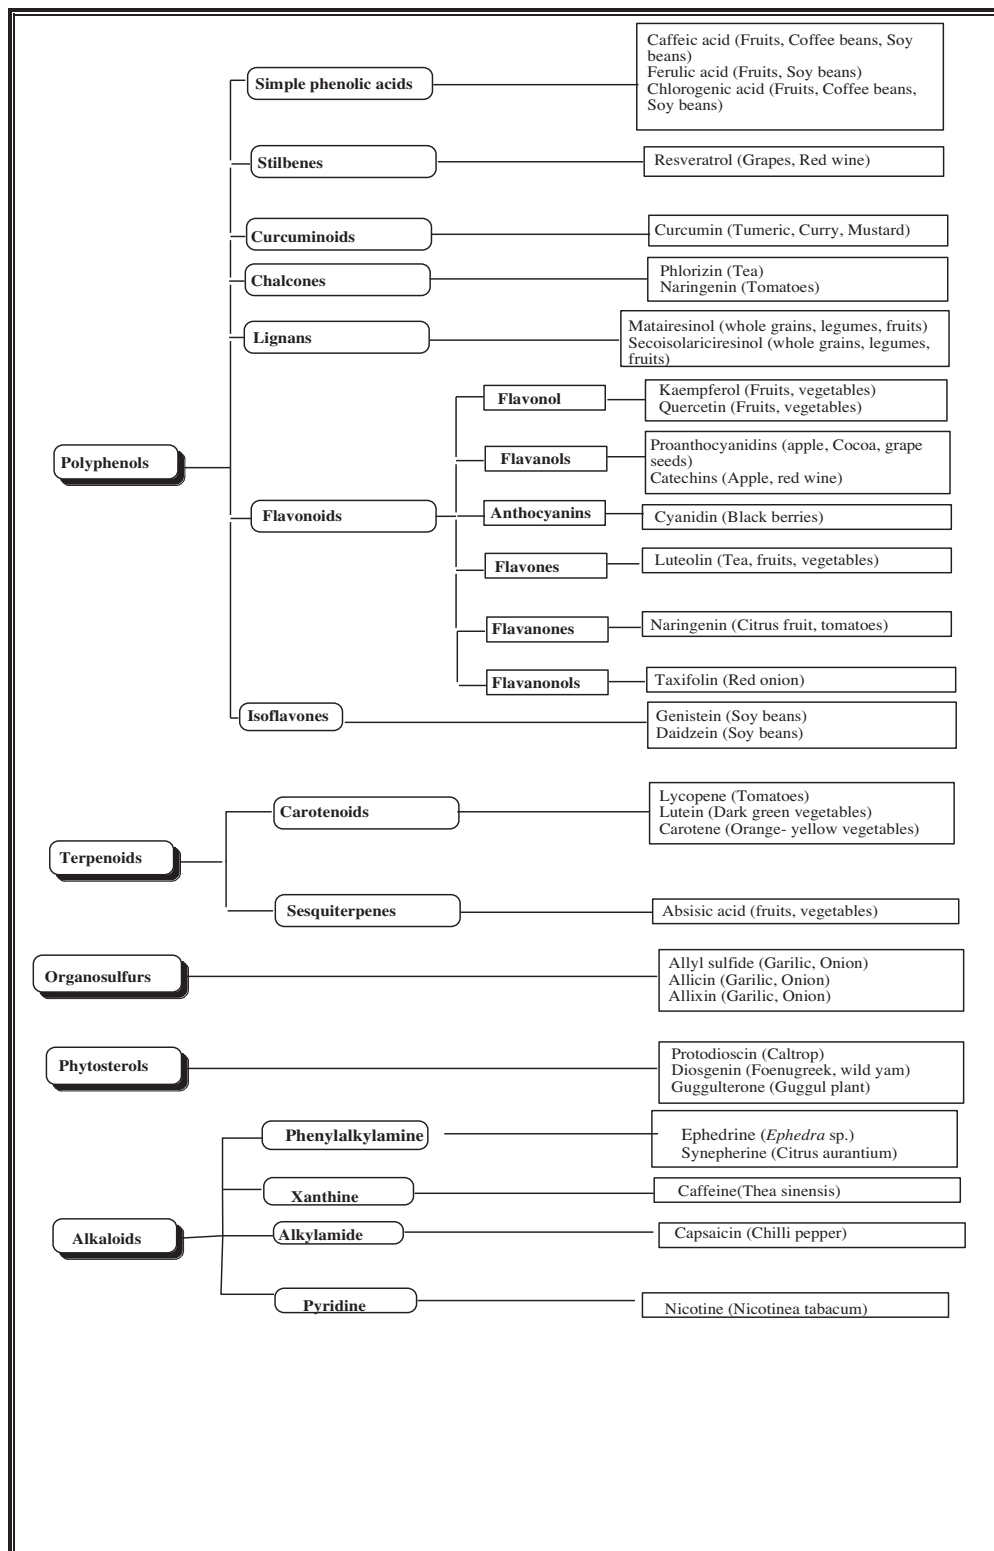 Caffeic acid (Fruits, Coffee beans, Soy
beans)
Ferulic acid (Fruits, Soy beans)
Chlorogenic acid (Fruits, Coffee beans,
Soy beans)
Simple phenolic acids
Stilbenes
Resveratrol (Grapes, Red wine)
Curcuminoids
Curcumin (Tumeric, Curry, Mustard)
Chalcones
Phlorizin (Tea)
Naringenin (Tomatoes)
Lignans
Matairesinol (whole grains, legumes, fruits)
Secoisolariciresinol (whole grains, legumes,
fruits)
Flavonol
Kaempferol (Fruits, vegetables)
Quercetin (Fruits, vegetables)
Polyphenols
Flavanols
Proanthocyanidins (apple, Cocoa, grape
seeds)
Catechins (Apple, red wine)
Flavonoids
Anthocyanins
Cyanidin (Black berries)
Flavones
Luteolin (Tea, fruits, vegetables)
Flavanones
Naringenin (Citrus fruit, tomatoes)
Flavanonols
Taxifolin (Red onion)
Isoflavones
Genistein (Soy beans)
Daidzein (Soy beans)
Carotenoids
Lycopene (Tomatoes)
Lutein (Dark green vegetables)
Carotene (Orange- yellow vegetables)
Terpenoids
Sesquiterpenes
Absisic acid (fruits, vegetables)
Organosulfurs
Allyl sulfide (Garilic, Onion)
Allicin (Garilic, Onion)
Allixin (Garilic, Onion)
Phytosterols
Protodioscin (Caltrop)
Diosgenin (Foenugreek, wild yam)
Guggulterone (Guggul plant)
Phenylalkylamine
Ephedrine (Ephedra sp.)
Synepherine (Citrus aurantium)
Xanthine
Caffeine(Thea sinensis)
Alkaloids
Alkylamide
Capsaicin (Chilli pepper)
Pyridine
Nicotine (Nicotinea tabacum)